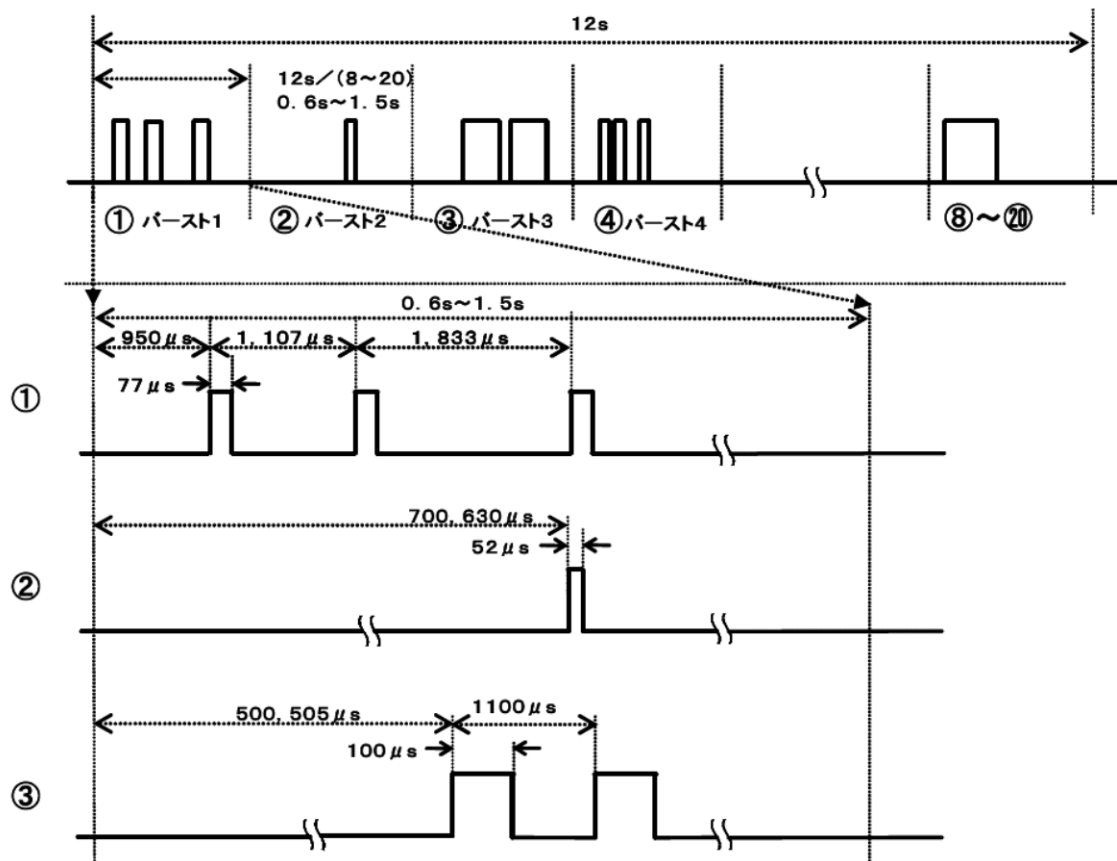 12s
12s／(8～20)
0. 6s～1. 5s
① バースト1
② バースト2
③ バースト3
④ バースト4
⑧～⑳
0. 6s～1. 5s
950μs
1, 107μs
1, 833μs
77μs
①
700, 630μs
52μs
②
500, 505μs
1100μs
100μs
③